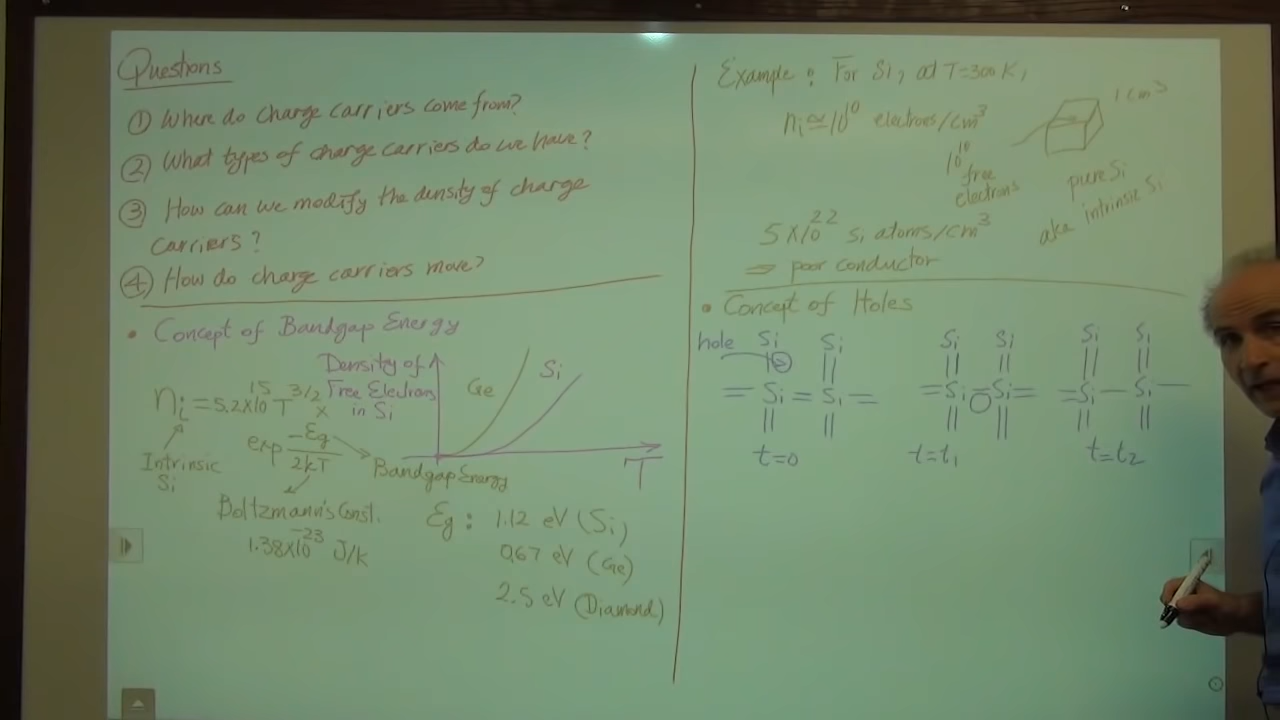 Questions
① Where do charge carriers come from?
② What types of charge carriers do we have?
③ How can we modify the density of charge
carriers?
④ How do charge carriers move?
• Concept of Bandgap Energy
nᵢ = 5.2×10¹⁵ T³/² ×
exp −Eg / 2kT
Intrinsic
Si
Bandgap Energy
Boltzmann's Const.
1.38×10⁻²³ J/K
Density of
Free Electrons
in Si
Ge
Si
T
Eg : 1.12 eV (Si)
0.67 eV (Ge)
2.5 eV (Diamond)
Example : For Si, at T=300K,
nᵢ ≅ 10¹⁰ electrons/cm³
1 cm³
10¹⁰
free
electrons
pure Si
aka intrinsic Si
5×10²² Si atoms/cm³
⇒ poor conductor
• Concept of Holes
hole Si Si Si Si Si Si
= Si = Si = = Si Si = = Si — Si —
t=0 t=t₁ t=t₂